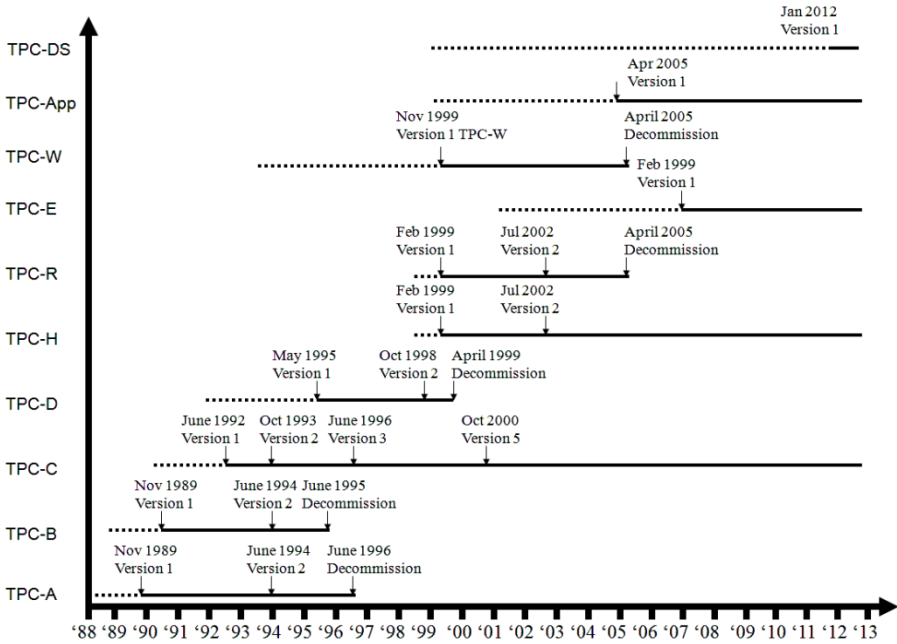 Jan 2012
Version 1
TPC-DS
Apr 2005
Version 1
TPC-App
Nov 1999
Version 1 TPC-W
April 2005
Decommission
TPC-W
Feb 1999
Version 1
TPC-E
Feb 1999
Version 1
Jul 2002
Version 2
April 2005
Decommission
TPC-R
Feb 1999
Version 1
Jul 2002
Version 2
TPC-H
May 1995
Version 1
Oct 1998
Version 2
April 1999
Decommission
TPC-D
June 1992
Version 1
Oct 1993
Version 2
June 1996
Version 3
Oct 2000
Version 5
TPC-C
Nov 1989
Version 1
June 1994
Version 2
June 1995
Decommission
TPC-B
Nov 1989
Version 1
June 1994
Version 2
June 1996
Decommission
TPC-A
‘88 ‘89 ‘90 ‘91 ‘92 ‘93 ‘94 ‘95 ‘96 ‘97 ‘98 ‘99 ‘00 ‘01 ‘02 ‘03 ‘04 ‘05 ‘06 ‘07 ‘08 ‘09 ‘10 ‘11 ‘12 ‘13